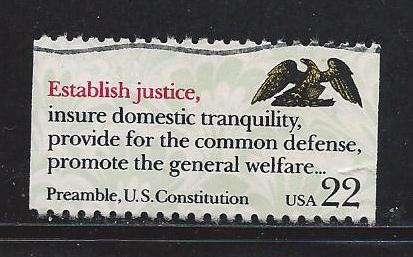 Establish justice,
insure domestic tranquility,
provide for the common defense,
promote the general welfare...
Preamble, U.S. Constitution USA 22